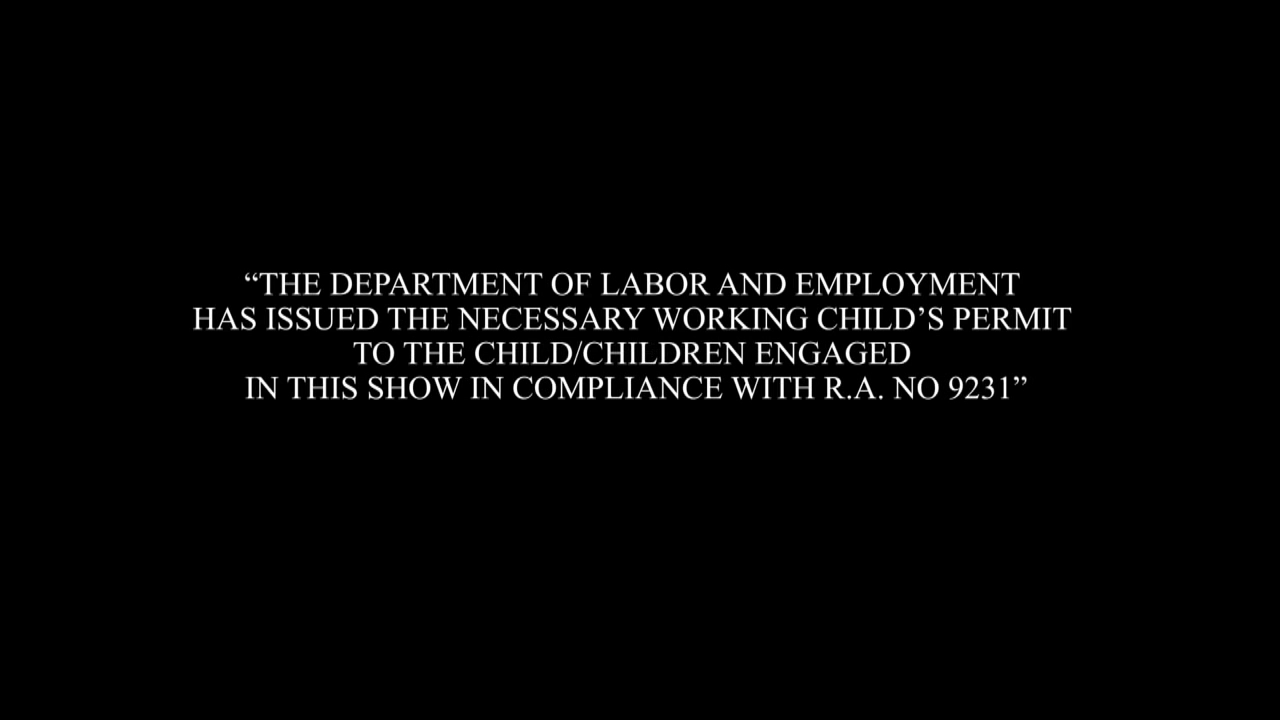 “THE DEPARTMENT OF LABOR AND EMPLOYMENT
HAS ISSUED THE NECESSARY WORKING CHILD’S PERMIT
TO THE CHILD/CHILDREN ENGAGED
IN THIS SHOW IN COMPLIANCE WITH R.A. NO 9231”